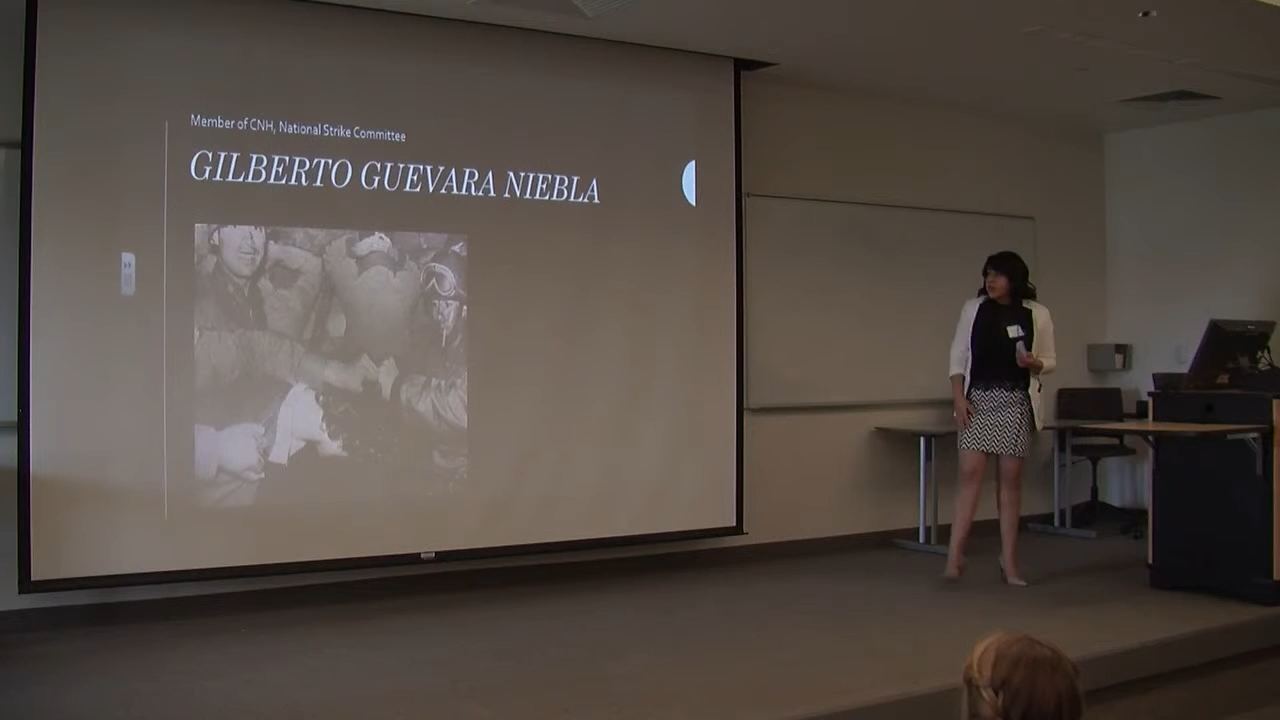 Member of CNH, National Strike Committee
GILBERTO GUEVARA NIEBLA